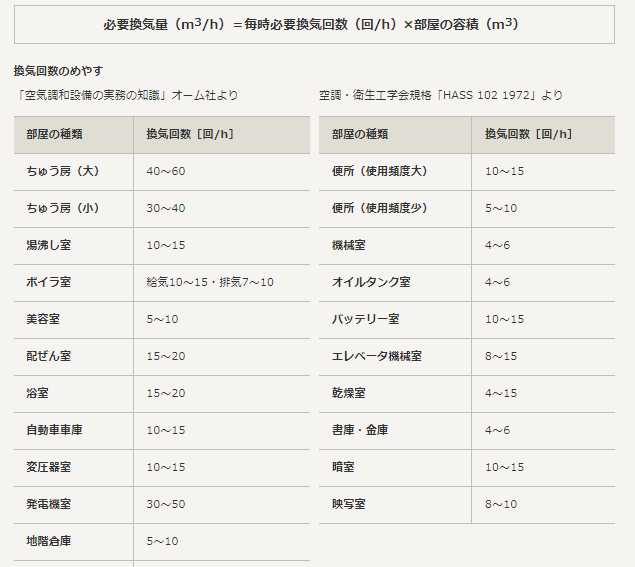 必要換気量（m3/h）＝毎時必要換気回数（回/h）×部屋の容積（m3）
換気回数のめやす
「空気調和設備の実務の知識」オーム社より
部屋の種類 換気回数［回/h］
ちゅう房（大） 40～60
ちゅう房（小） 30～40
湯沸し室 10～15
ボイラ室 給気10～15・排気7～10
美容室 5～10
配ぜん室 15～20
浴室 15～20
自動車車庫 10～15
変圧器室 10～15
発電機室 30～50
地階倉庫 5～10
空調・衛生工学会規格「HASS 102 1972」より
部屋の種類 換気回数［回/h］
便所（使用頻度大） 10～15
便所（使用頻度少） 5～10
機械室 4～6
オイルタンク室 4～6
バッテリー室 10～15
エレベータ機械室 8～15
乾燥室 4～15
書庫・金庫 4～6
暗室 10～15
映写室 8～10